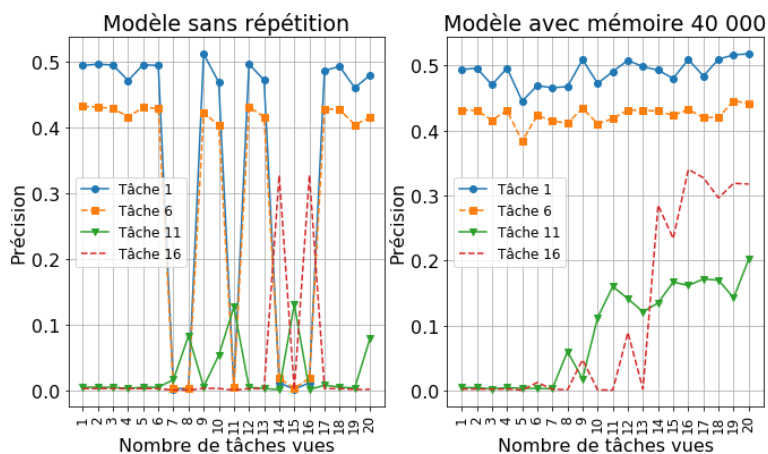 Modèle sans répétition
Modèle avec mémoire 40 000
Précision
0.5
0.4
0.3
0.2
0.1
0.0
Tâche 1
Tâche 6
Tâche 11
Tâche 16
1 2 3 4 5 6 7 8 9 10 11 12 13 14 15 16 17 18 19 20
Nombre de tâches vues
Précision
0.5
0.4
0.3
0.2
0.1
0.0
Tâche 1
Tâche 6
Tâche 11
Tâche 16
1 2 3 4 5 6 7 8 9 10 11 12 13 14 15 16 17 18 19 20
Nombre de tâches vues